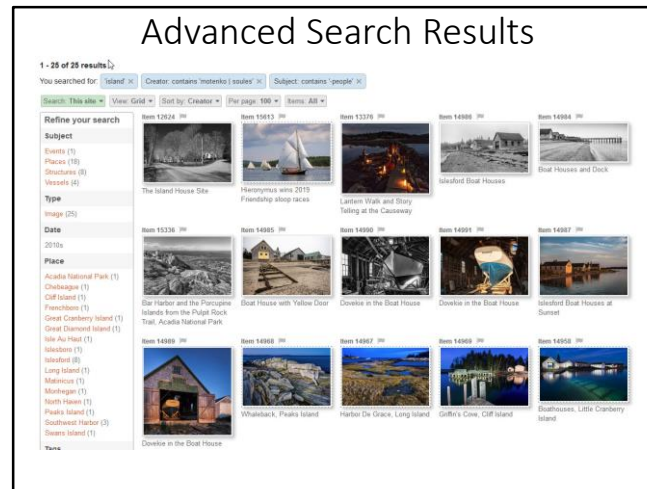 Advanced Search Results
1 - 25 of 25 results
You searched for: 'island' × Creator: contains 'motenko | soules' × Subject: contains '-people' ×
Search: This site View: Grid Sort by: Creator Per page: 100 Items: All
Refine your search
Subject
Events (1)
Places (18)
Structures (8)
Vessels (4)
Type
Image (25)
Date
2010s
Place
Acadia National Park (1)
Chebeague (1)
Cliff Island (1)
Frenchboro (1)
Great Cranberry Island (1)
Great Diamond Island (1)
Isle Au Haut (1)
Islesboro (1)
Islesford (8)
Long Island (1)
Matinicus (1)
Monhegan (1)
North Haven (1)
Peaks Island (1)
Southwest Harbor (3)
Swans Island (1)
Tags
Item 12624
The Island House Site
Item 15613
Hieronymus wins 2019
Friendship sloop races
Item 13376
Lantern Walk and Story
Telling at the Causeway
Item 14986
Islesford Boat Houses
Item 14984
Boat Houses and Dock
Item 15336
Bar Harbor and the Porcupine
Islands from the Pulpit Rock
Trail, Acadia National Park
Item 14985
Boat House with Yellow Door
Item 14990
Dovekie in the Boat House
Item 14991
Dovekie in the Boat House
Item 14987
Islesford Boat Houses at
Sunset
Item 14989
Dovekie in the Boat House
Item 14968
Whaleback, Peaks Island
Item 14967
Harbor De Grace, Long Island
Item 14969
Griffin's Cove, Cliff Island
Item 14958
Boathouses, Little Cranberry
Island